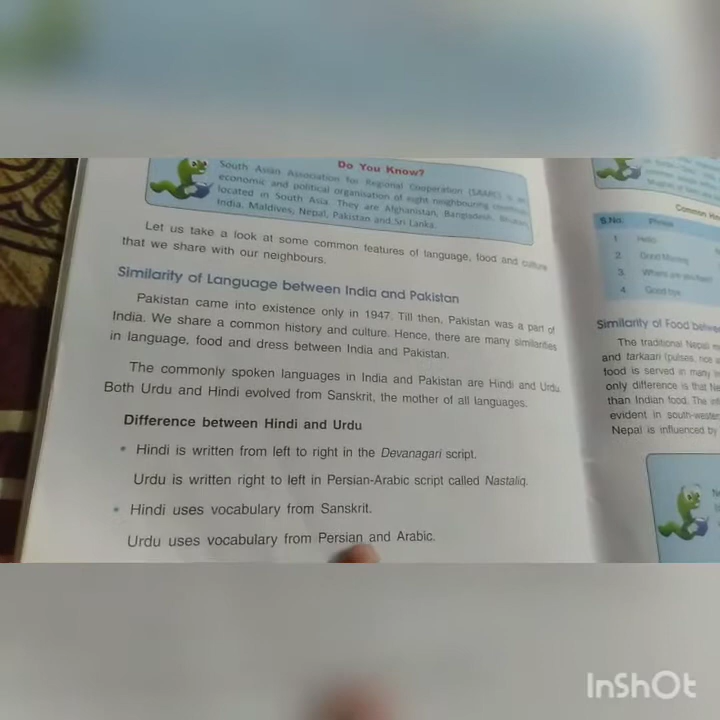 Do You Know?
South Asian Association for Regional Cooperation (SAARC) is an
economic and political organisation of eight neighbouring countries
located in South Asia. They are Afghanistan, Bangladesh, Bhutan,
India, Maldives, Nepal, Pakistan and Sri Lanka.
Let us take a look at some common features of language, food and culture
that we share with our neighbours.
Similarity of Language between India and Pakistan
Pakistan came into existence only in 1947. Till then, Pakistan was a part of
India. We share a common history and culture. Hence, there are many similarities
in language, food and dress between India and Pakistan.
The commonly spoken languages in India and Pakistan are Hindi and Urdu.
Both Urdu and Hindi evolved from Sanskrit, the mother of all languages.
Difference between Hindi and Urdu
• Hindi is written from left to right in the Devanagari script.
Urdu is written right to left in Persian-Arabic script called Nastaliq.
• Hindi uses vocabulary from Sanskrit.
Urdu uses vocabulary from Persian and Arabic.
Common
S.No. Phrase
1. Hello
2. Good Morning
3. Where are you
4. Good bye
Similarity of Food
The traditional Nepal
and tarkaari (pulses, rice
food is served in many
only difference is that
than Indian food. The
evident in
Nepal is influenced by
InShOt